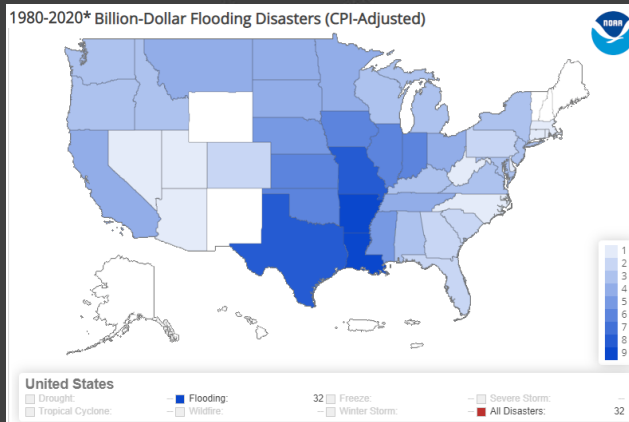 1980-2020* Billion-Dollar Flooding Disasters (CPI-Adjusted)
NOAA
1
2
3
4
5
6
7
8
9
United States
Drought: -- Flooding: 32 Freeze: -- Severe Storm: --
Tropical Cyclone: -- Wildfire: -- Winter Storm: -- All Disasters: 32